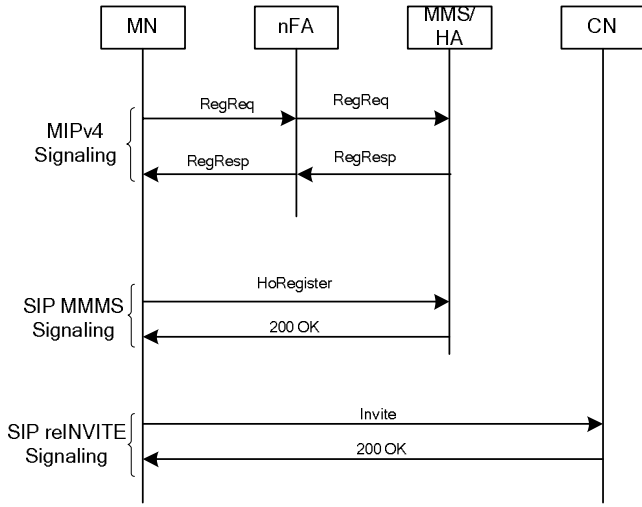 MN
nFA
MMS/
HA
CN
RegReq
RegReq
MIPv4
Signaling
RegResp
RegResp
HoRegister
SIP MMMS
Signaling
200 OK
Invite
SIP reINVITE
Signaling
200 OK